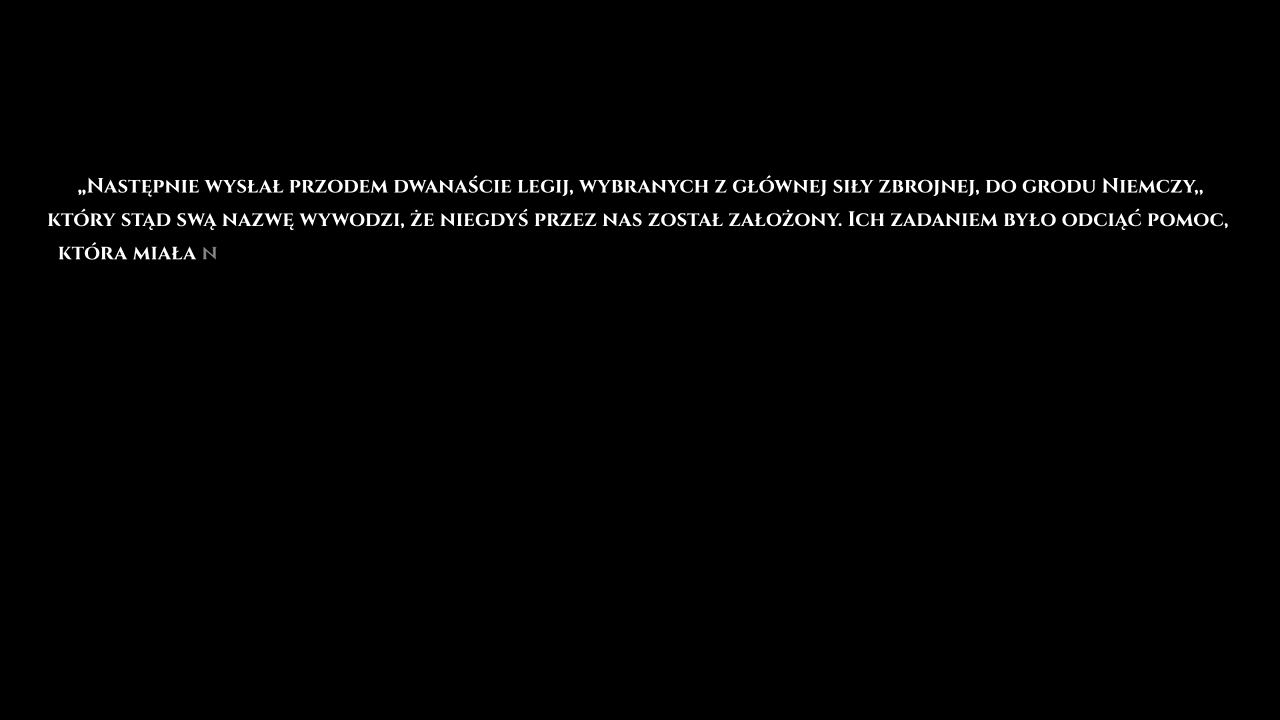 „Następnie wysłał przodem dwanaście legij, wybranych z głównej siły zbrojnej, do grodu Niemczy,,
który stąd swą nazwę wywodzi, że niegdyś przez nas został założony. Ich zadaniem było odciąć pomoc,
która miała n